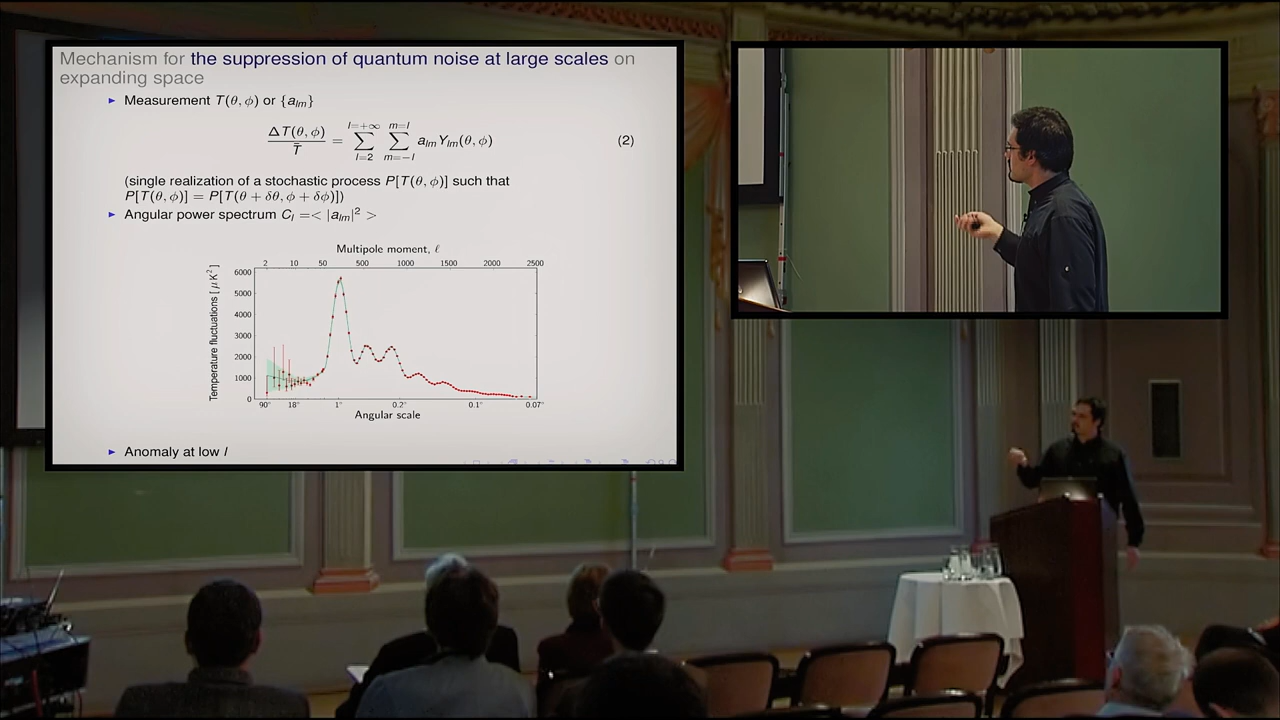 Mechanism for the suppression of quantum noise at large scales on
expanding space
► Measurement T(θ, ϕ) or {a_lm}
ΔT(θ, ϕ) / T̄ = ∑_{l=2}^{l=+∞} ∑_{m=−l}^{m=l} a_lm Y_lm(θ, ϕ) (2)
(single realization of a stochastic process P[T(θ, ϕ)] such that
P[T(θ, ϕ)] = P[T(θ + δθ, ϕ + δϕ)])
► Angular power spectrum C_l =< |a_lm|² >
Multipole moment, ℓ
2 10 50 500 1000 1500 2000 2500
Temperature fluctuations [ μ K² ]
6000
5000
4000
3000
2000
1000
0
90° 18° 1° 0.2° 0.1° 0.07°
Angular scale
► Anomaly at low l